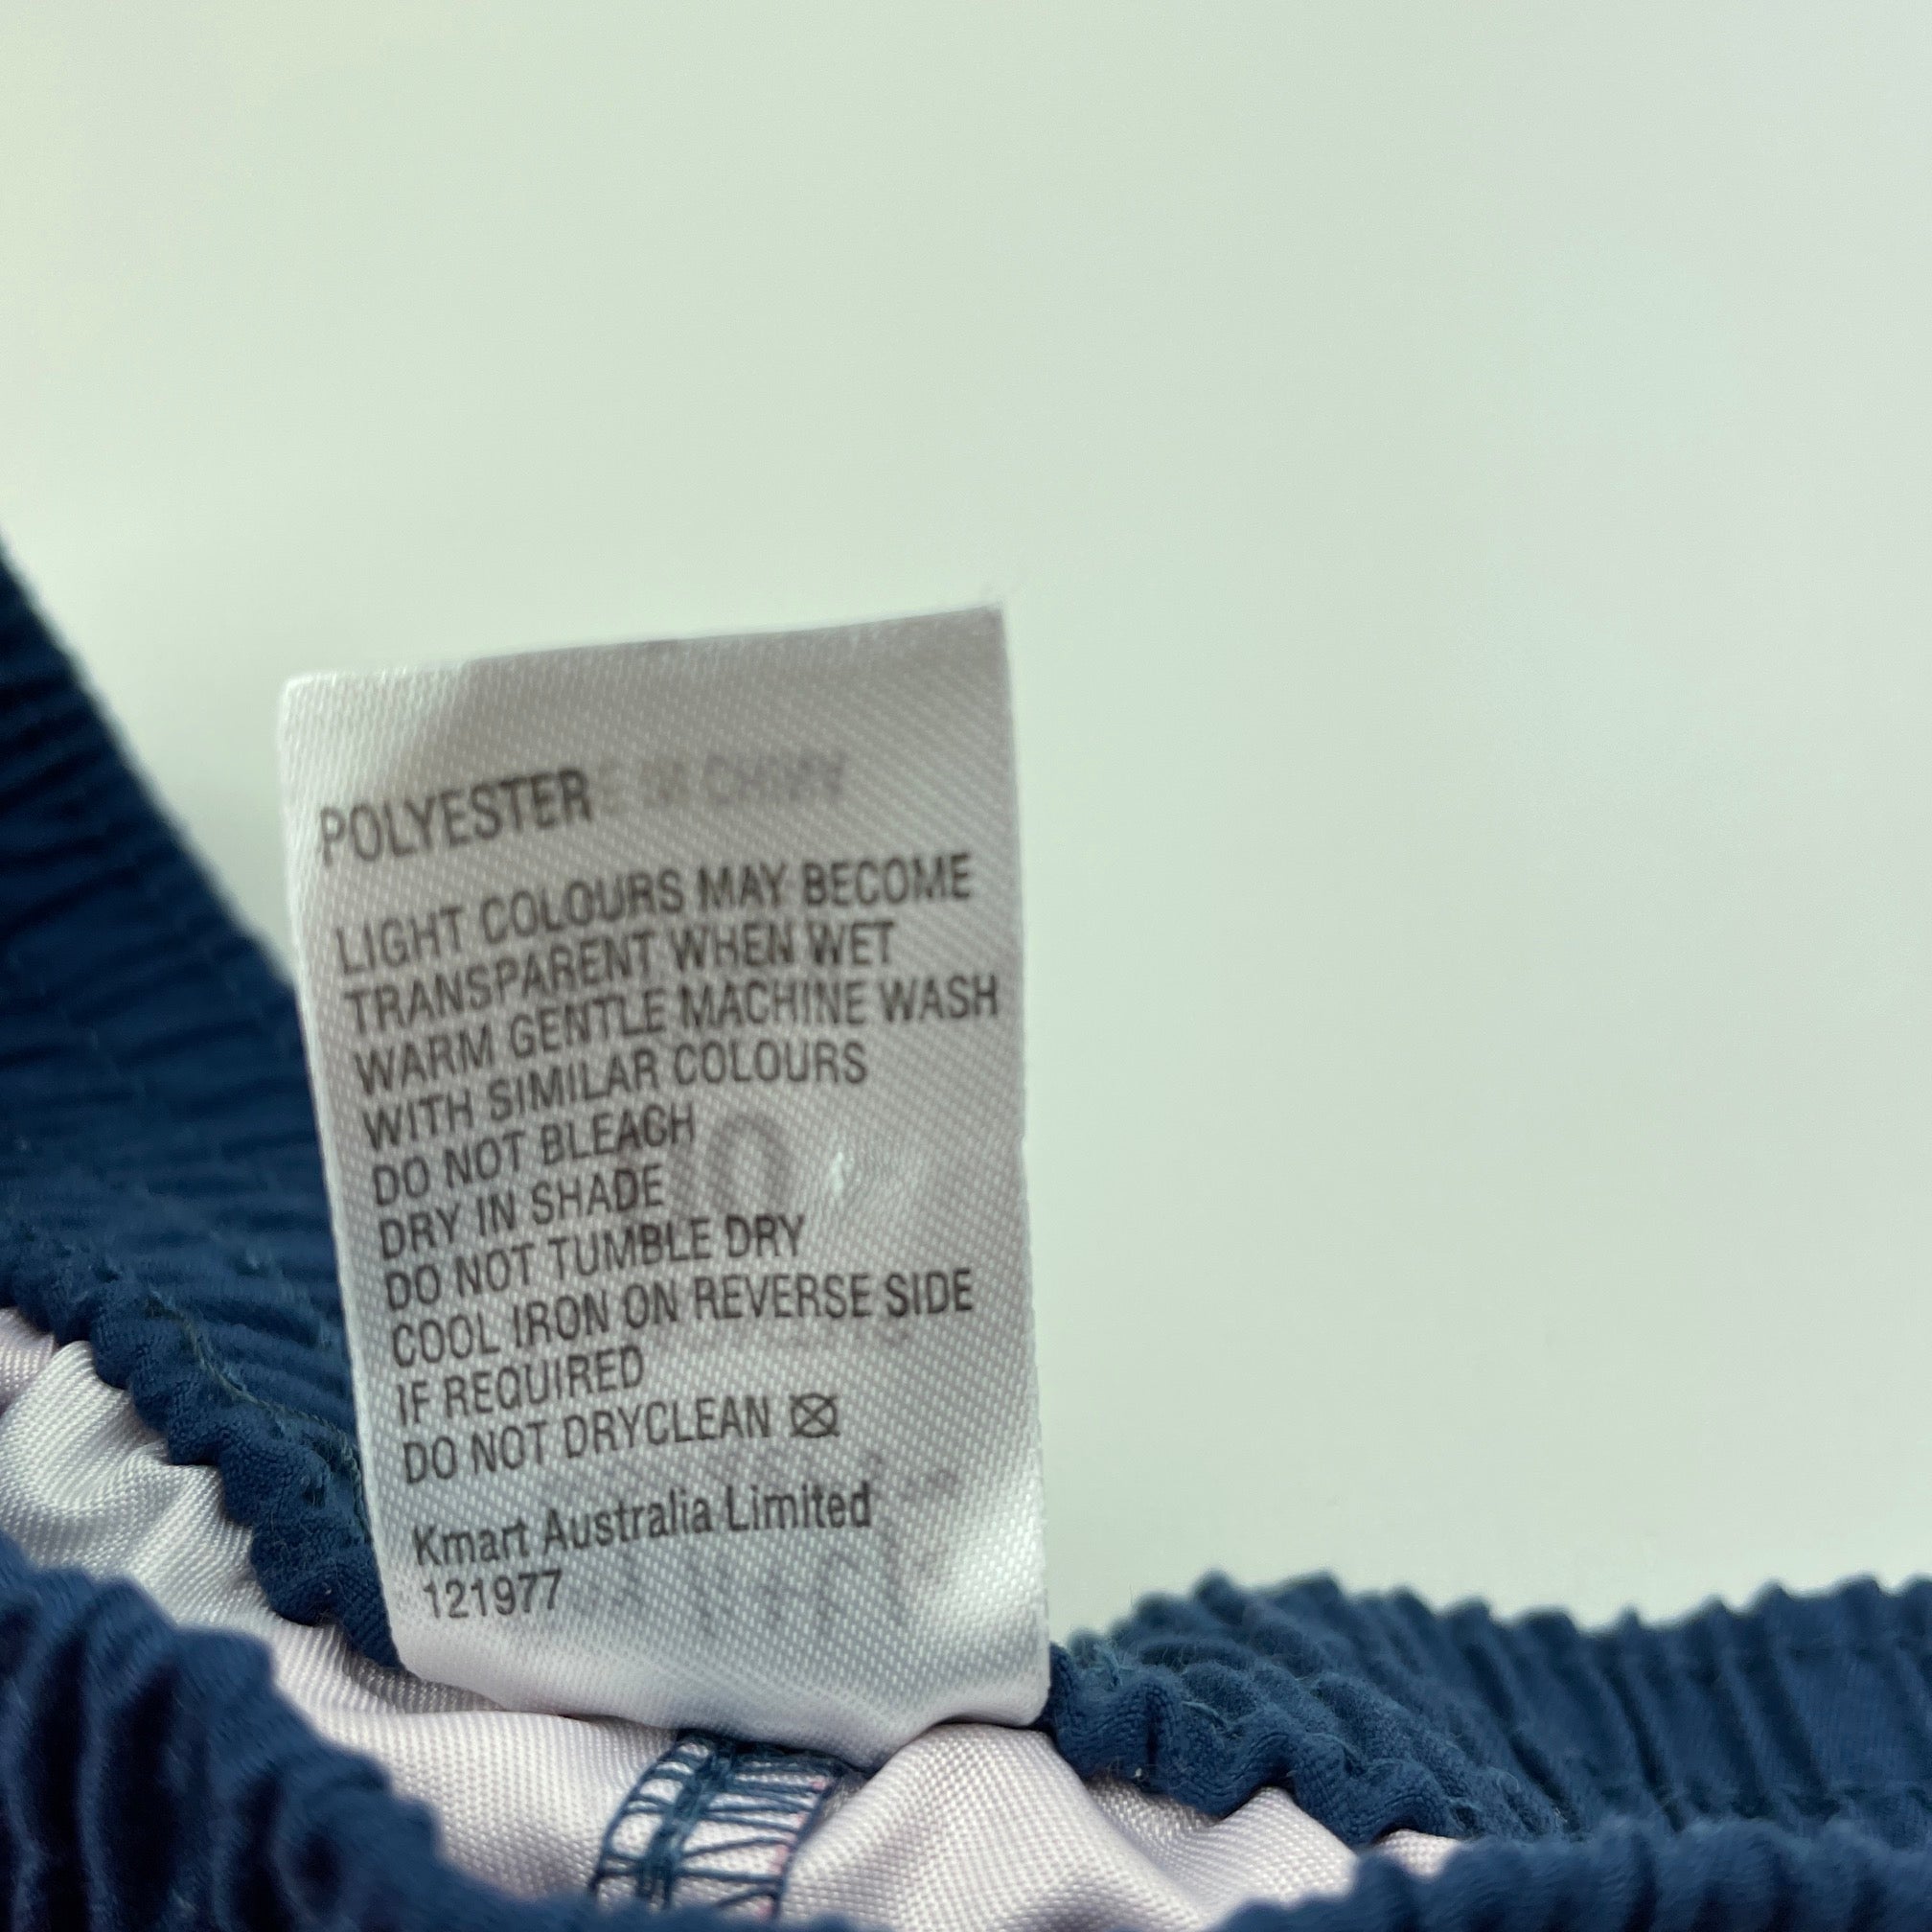 POLYESTER
LIGHT COLOURS MAY BECOME
TRANSPARENT WHEN WET
WARM GENTLE MACHINE WASH
WITH SIMILAR COLOURS
DO NOT BLEACH
DRY IN SHADE
DO NOT TUMBLE DRY
COOL IRON ON REVERSE SIDE
IF REQUIRED
DO NOT DRYCLEAN
Kmart Australia Limited
121977